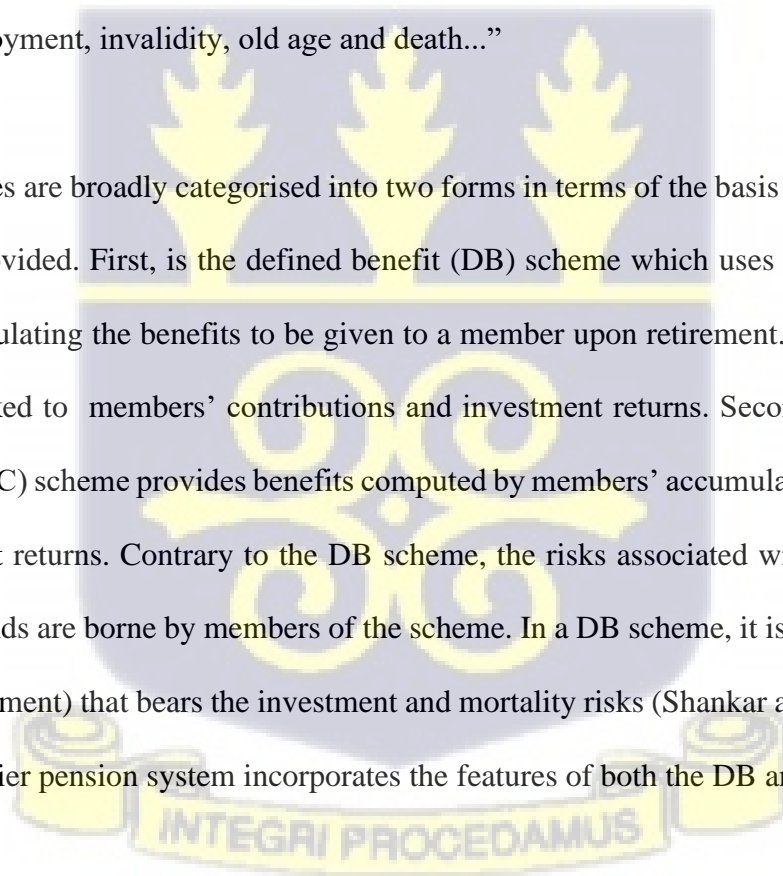 oyment, invalidity, old age and death...”
es are broadly categorised into two forms in terms of the basis
vided. First, is the defined benefit (DB) scheme which uses
ulating the benefits to be given to a member upon retirement.
ked to members’ contributions and investment returns. Seco
C) scheme provides benefits computed by members’ accumula
t returns. Contrary to the DB scheme, the risks associated w
ds are borne by members of the scheme. In a DB scheme, it is
ment) that bears the investment and mortality risks (Shankar a
ier pension system incorporates the features of both the DB a
INTEGRI PROCEDAMUS